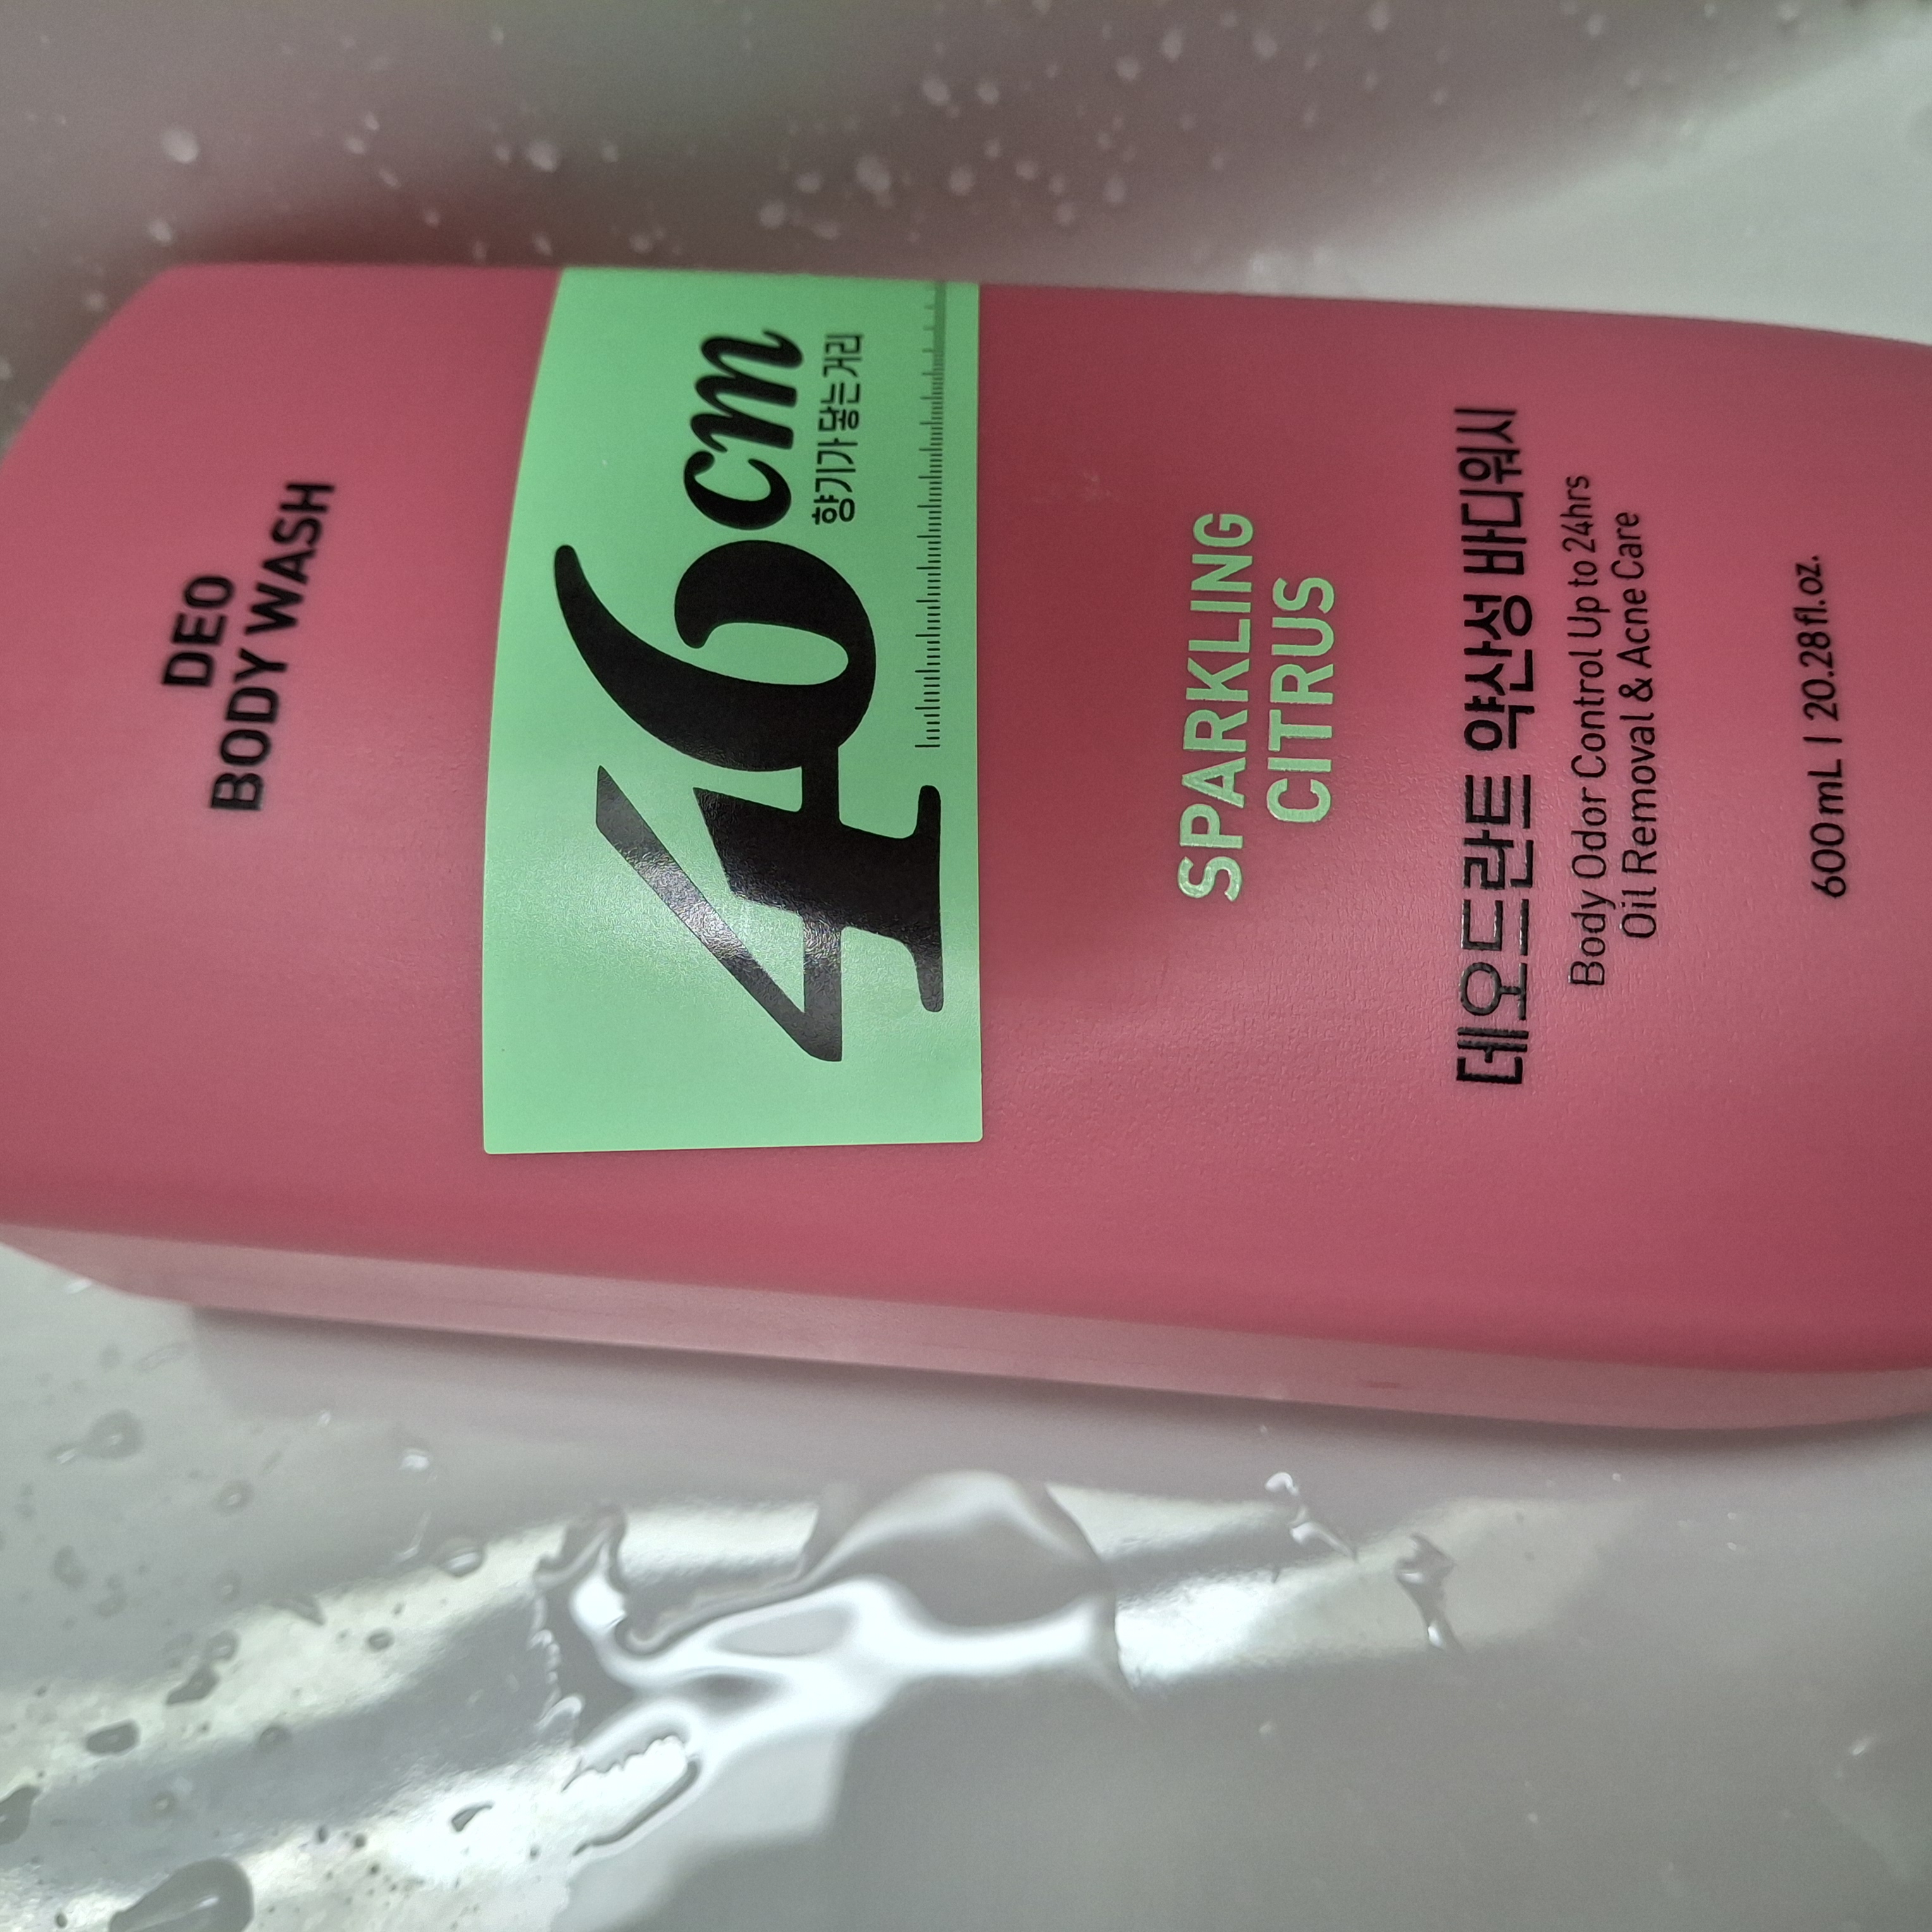 DEO
BODY WASH
46cm
향기가 닿는 거리
SPARKLING
CITRUS
데오드란트 약산성 바디워시
Body Odor Control Up to 24hrs
Oil Removal & Acne Care
600mL I 20.28fl.oz.